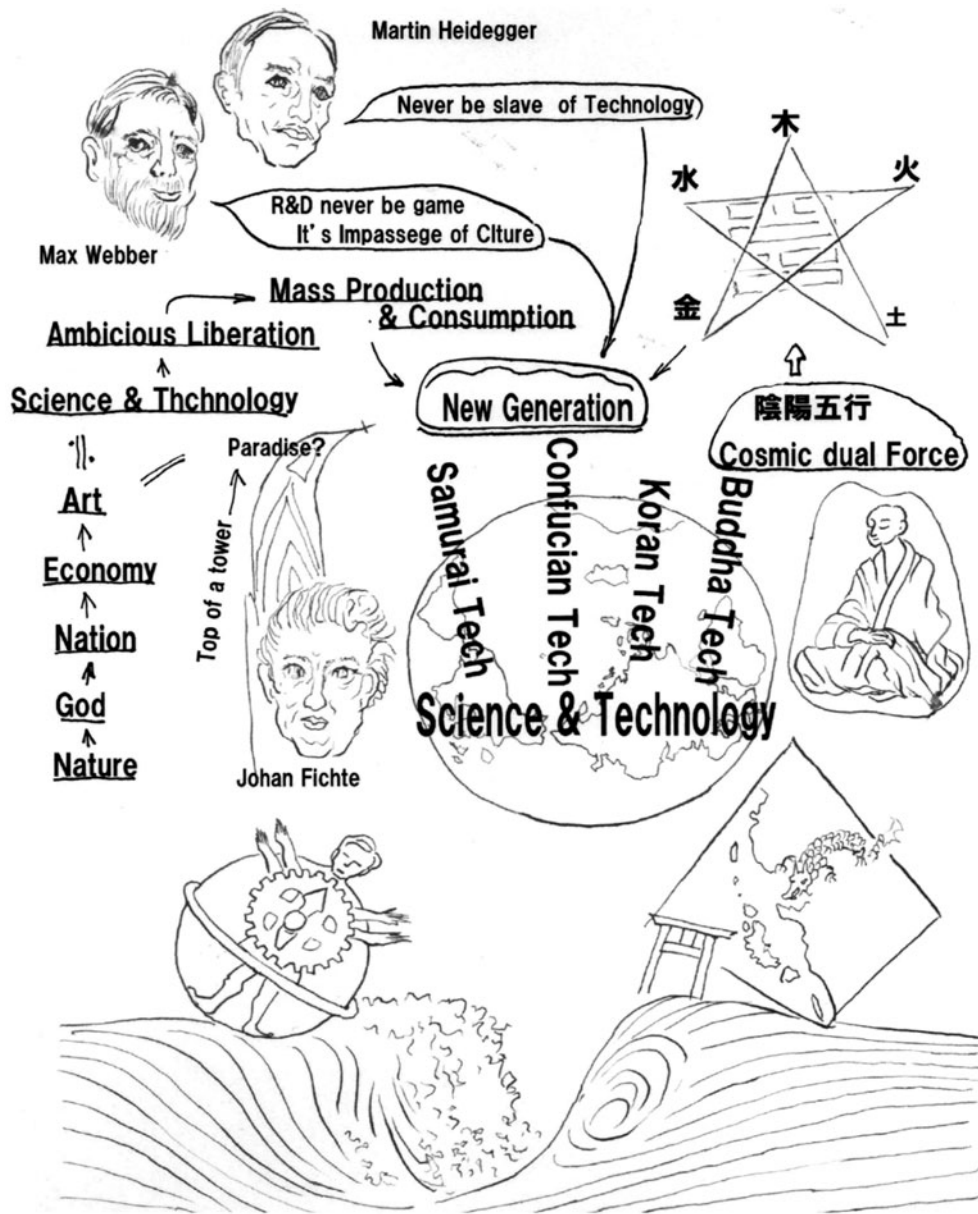 Martin Heidegger
Never be slave of Technology
木
水
火
金
土
R&D never be game
It's Impassege of Clture
Max Webber
Mass Production
& Consumption
Ambicious Liberation
Science & Thchnology
New Generation
陰陽五行
Cosmic dual Force
Paradise?
Top of a tower
Art
Economy
Nation
God
Nature
Johan Fichte
Samurai Tech
Confucian Tech
Koran Tech
Buddha Tech
Science & Technology